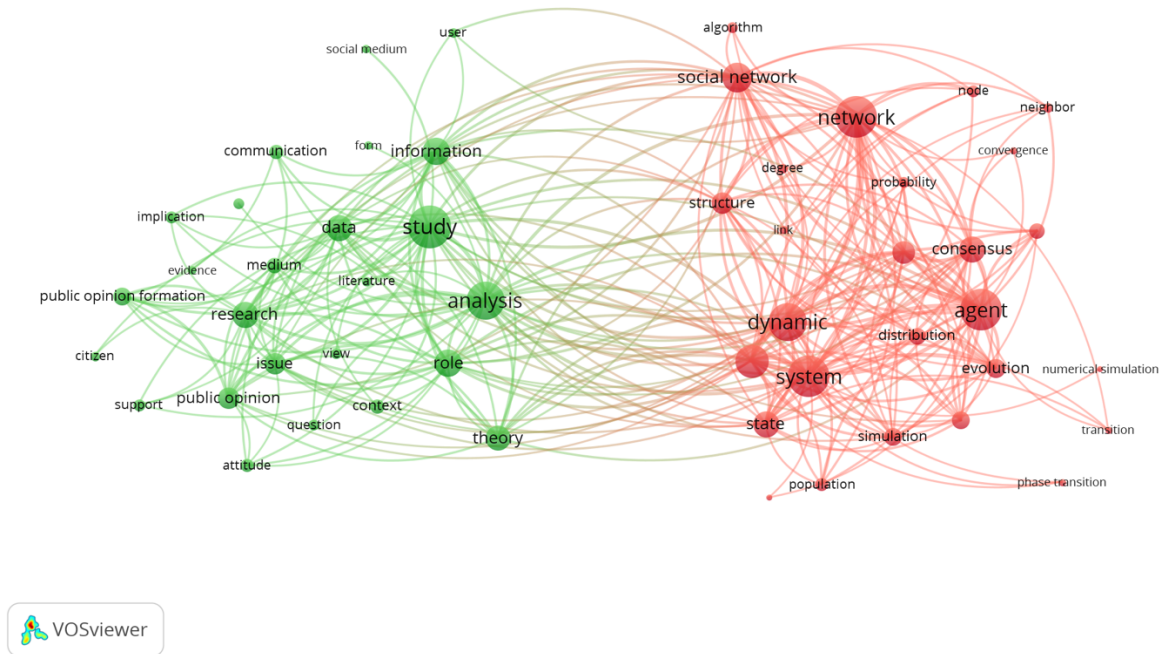 algorithm
user
social medium
social network
node
neighbor
network
form
information
communication
convergence
degree
probability
structure
implication
data
study
link
consensus
medium
evidence
literature
public opinion formation
analysis
research
agent
dynamic
distribution
view
citizen
issue
role
evolution
numerical simulation
system
public opinion
support
context
question
state
transition
theory
simulation
attitude
population
phase transition
VOSviewer